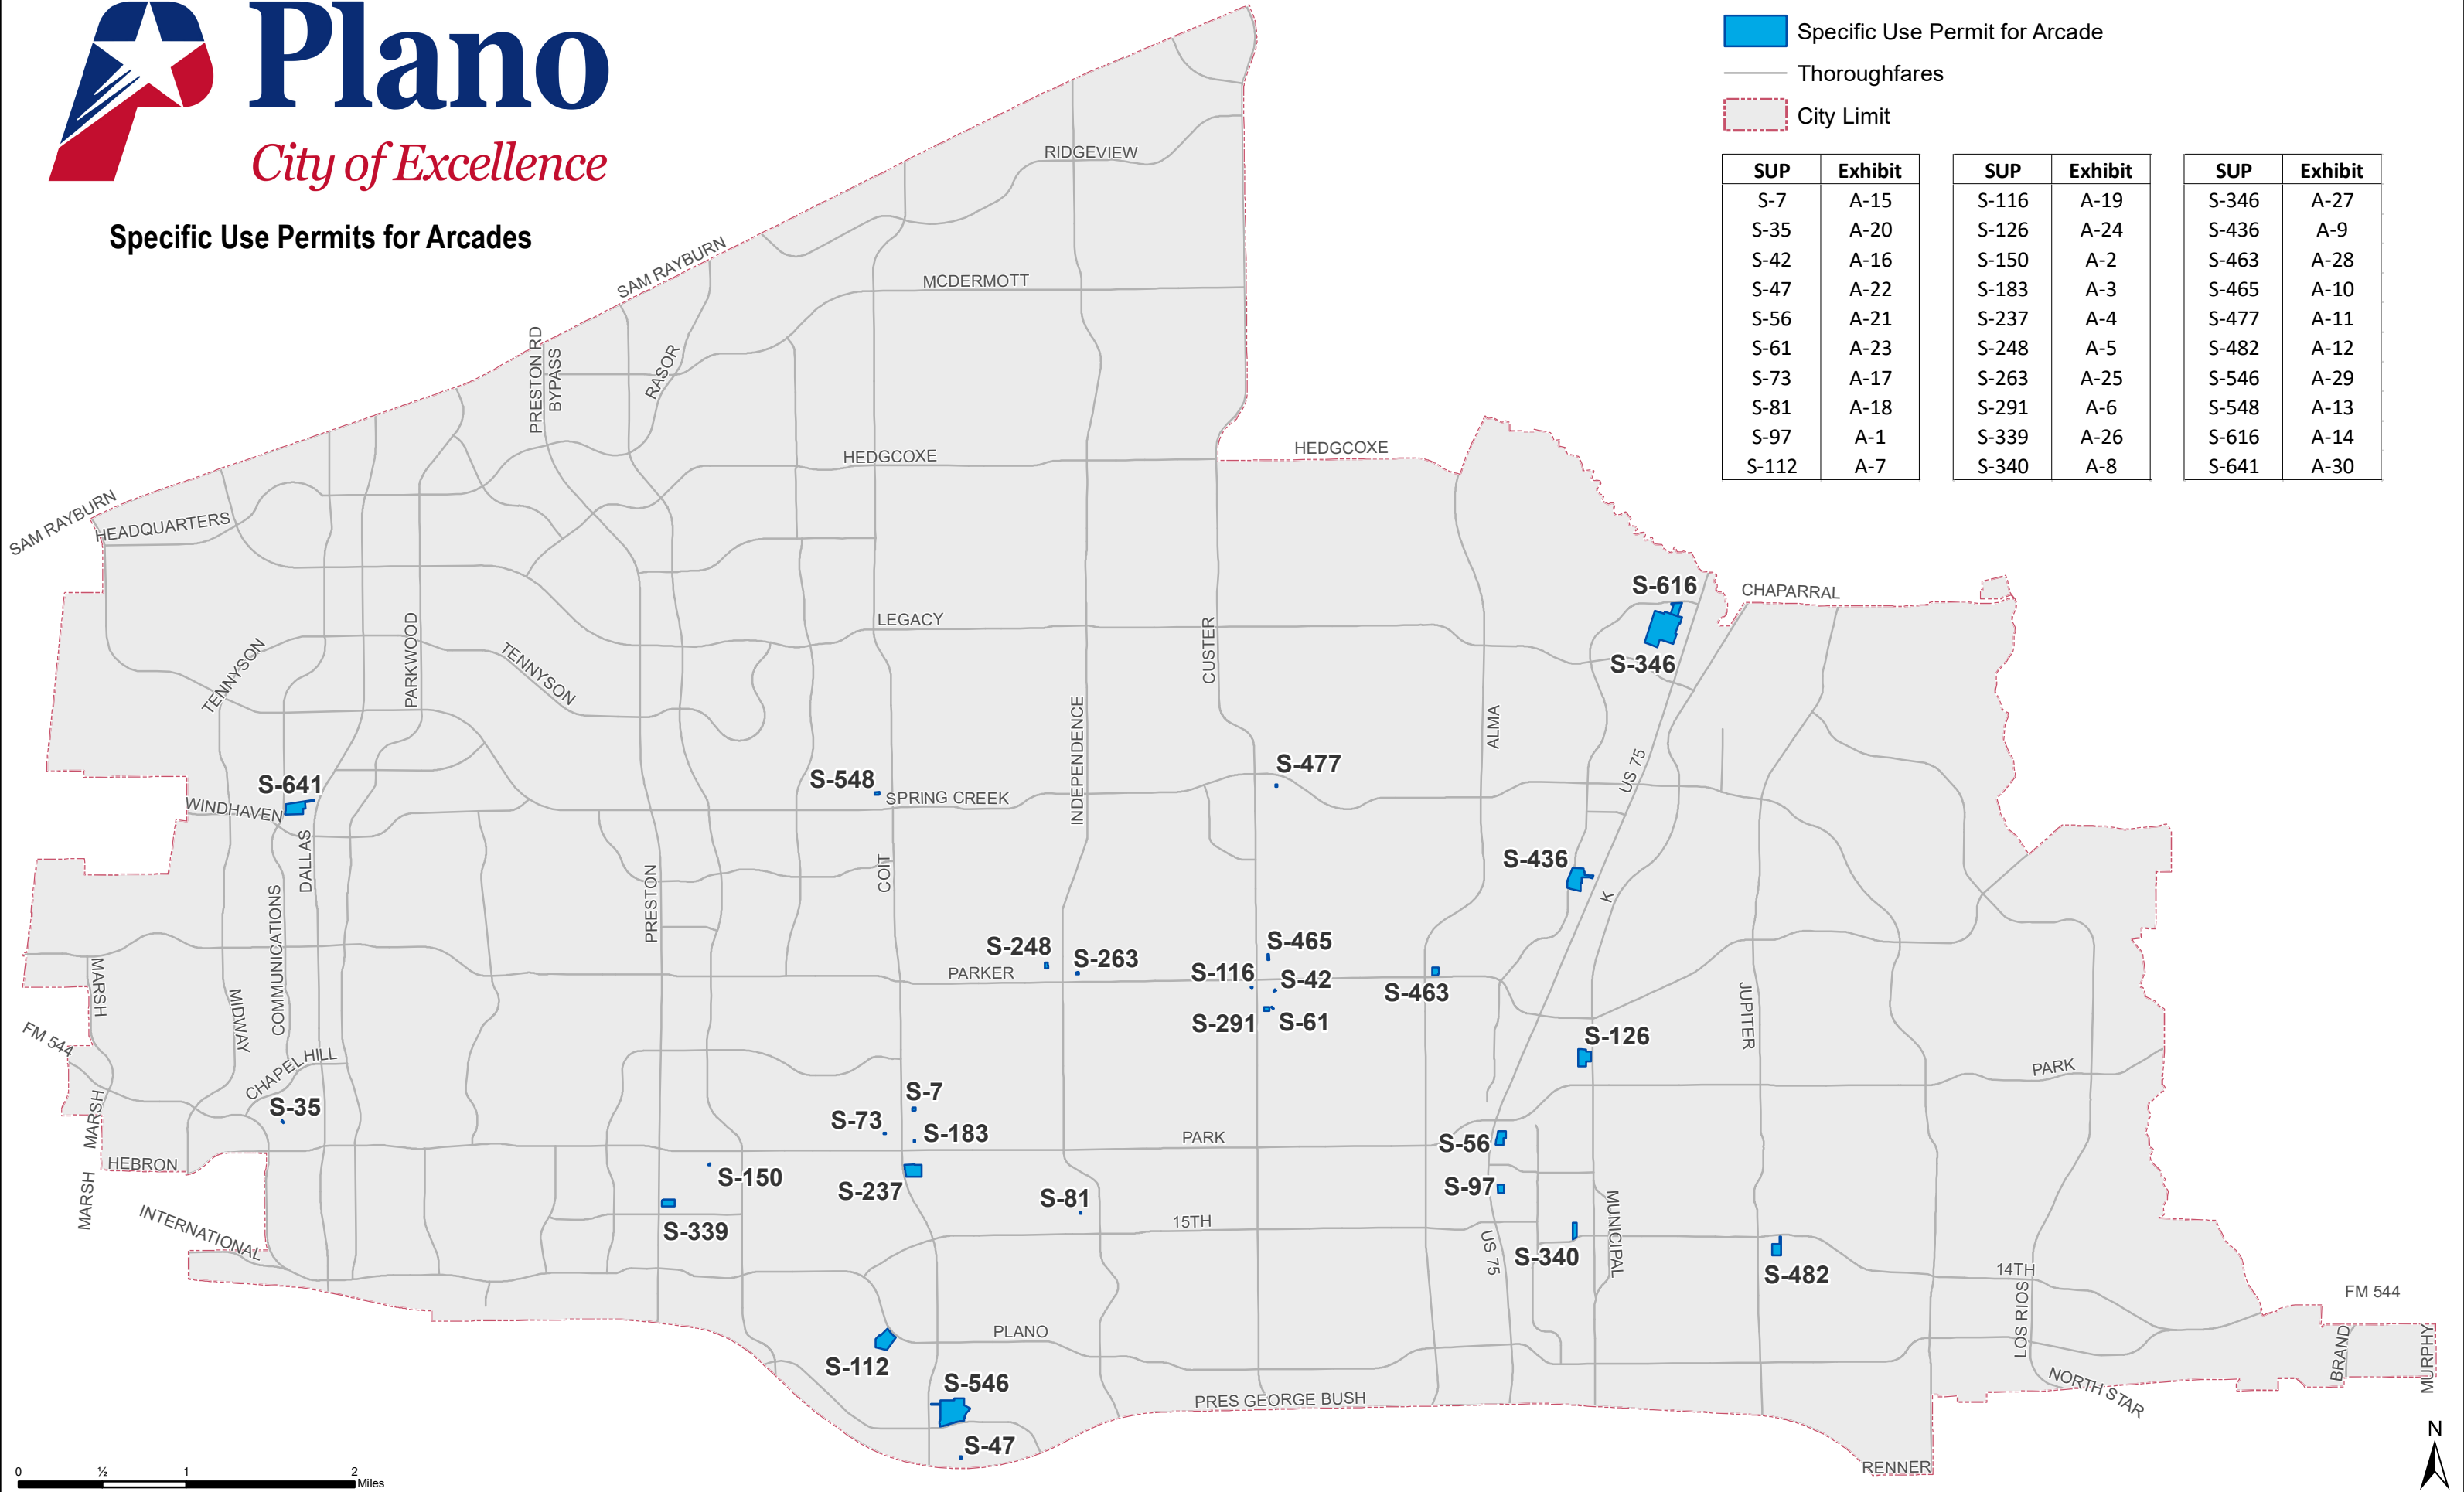 Plano
City of Excellence
Specific Use Permits for Arcades
Specific Use Permit for Arcade
Thoroughfares
City Limit
SUP Exhibit SUP Exhibit SUP Exhibit
S-7 A-15 S-116 A-19 S-346 A-27
S-35 A-20 S-126 A-24 S-436 A-9
S-42 A-16 S-150 A-2 S-463 A-28
S-47 A-22 S-183 A-3 S-465 A-10
S-56 A-21 S-237 A-4 S-477 A-11
S-61 A-23 S-248 A-5 S-482 A-12
S-73 A-17 S-263 A-25 S-546 A-29
S-81 A-18 S-291 A-6 S-548 A-13
S-97 A-1 S-339 A-26 S-616 A-14
S-112 A-7 S-340 A-8 S-641 A-30
RIDGEVIEW
SAM RAYBURN
MCDERMOTT
PRESTON RD
BYPASS
RASOR
HEDGCOXE
HEDGCOXE
SAM RAYBURN
HEADQUARTERS
S-616
CHAPARRAL
LEGACY
CUSTER
PARKWOOD
TENNYSON
TENNYSON
S-346
ALMA
INDEPENDENCE
US 75
S-477
S-548
SPRING CREEK
S-641
WINDHAVEN
DALLAS
COIT
PRESTON
S-436
K
COMMUNICATIONS
S-248
S-263
S-465
PARKER
S-116
S-42
S-463
MARSH
MIDWAY
S-291
S-61
JUPITER
S-126
FM 544
CHAPEL HILL
PARK
S-35
MARSH
S-7
S-73
S-183
PARK
S-56
HEBRON
MARSH
S-150
S-237
S-81
S-97
MUNICIPAL
INTERNATIONAL
S-339
15TH
US 75
S-340
S-482
14TH
LOS RIOS
FM 544
PLANO
S-112
BRAND
MURPHY
S-546
PRES GEORGE BUSH
NORTH STAR
S-47
RENNER
N
0 ½ 1 2
Miles